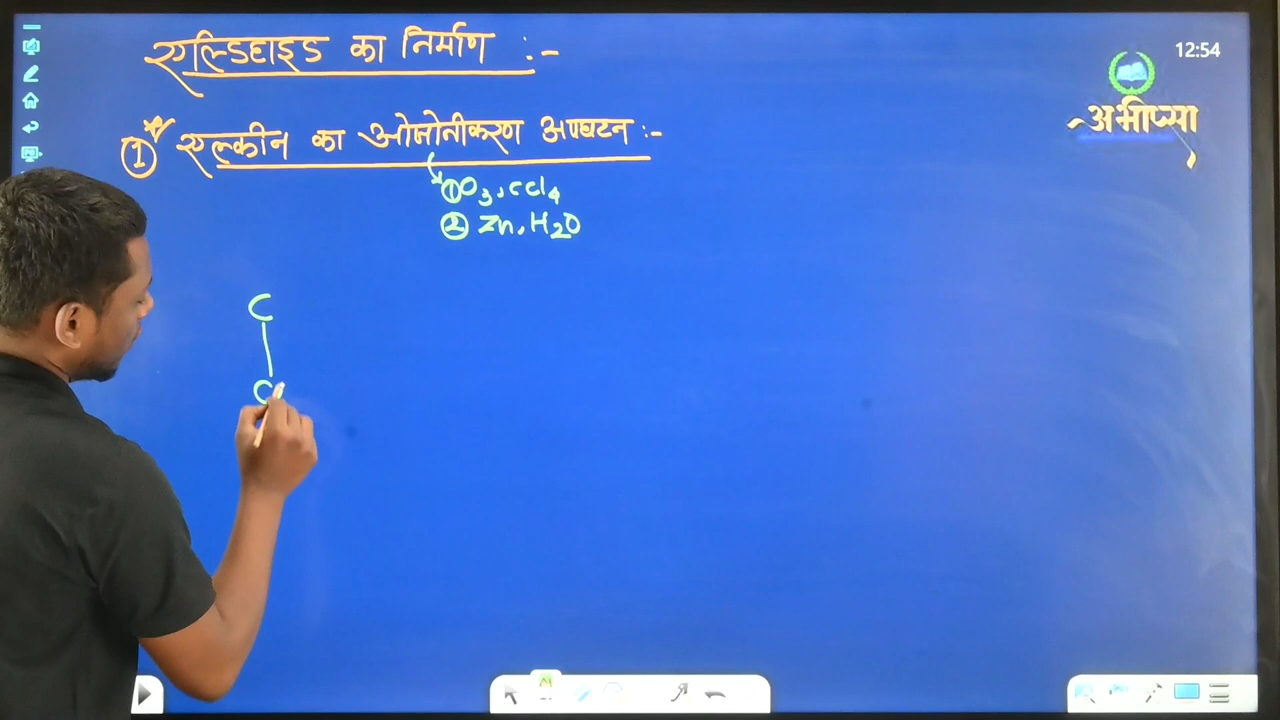 एल्डिहाइड का निर्माण :-
12:54
अभीप्सा
① एल्कीन का ओजोनीकरण अपघटन :-
① O3, CCl4
② Zn, H2O
C
C